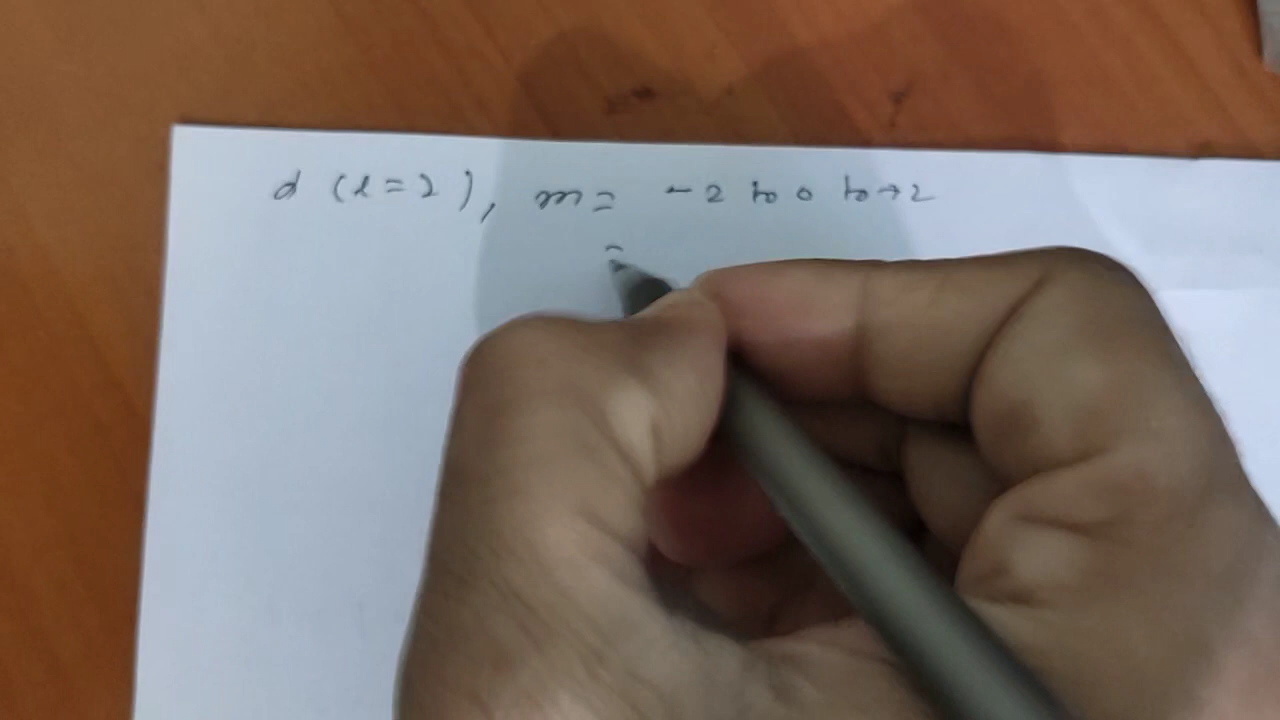 d (l=2), m= -2 to 0 to +2
=